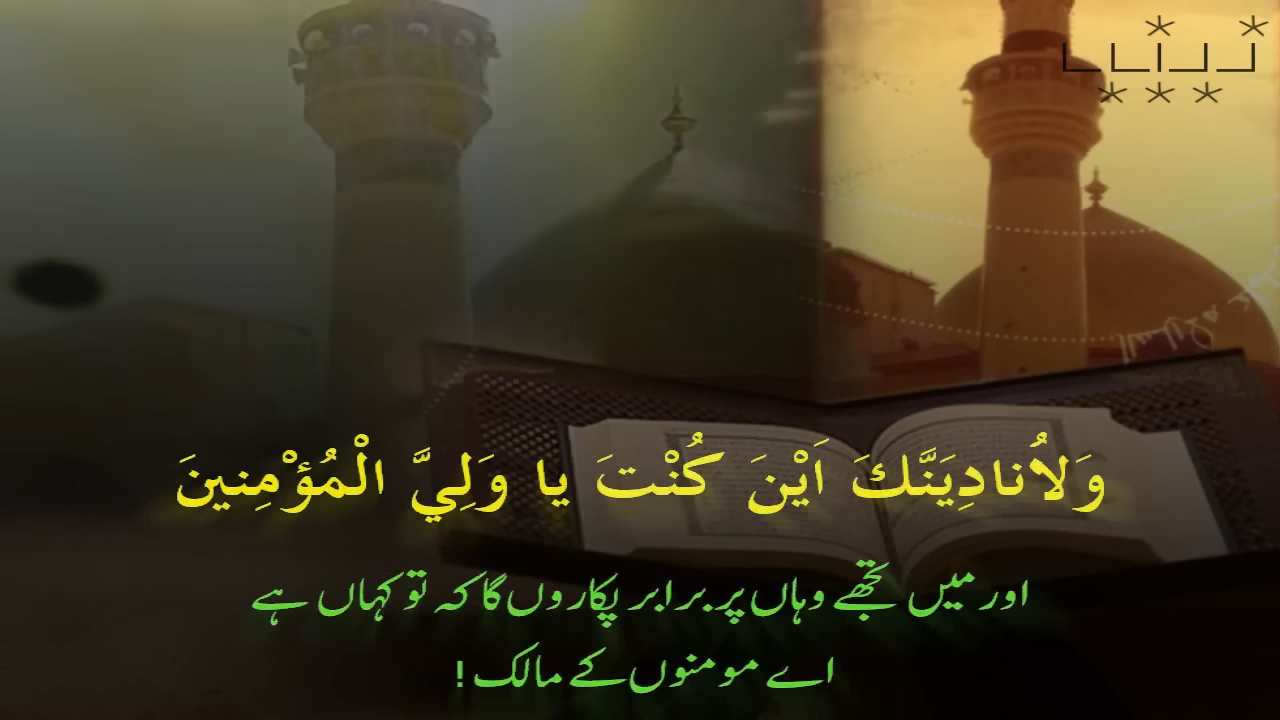 وَلَاُنادِيَنَّكَ اَيْنَ كُنْتَ يا وَلِيَّ الْمُؤْمِنينَ
اور میں تجھے وہاں پر برابر پکاروں گا کہ تو کہاں ہے
اے مومنوں کے مالک !